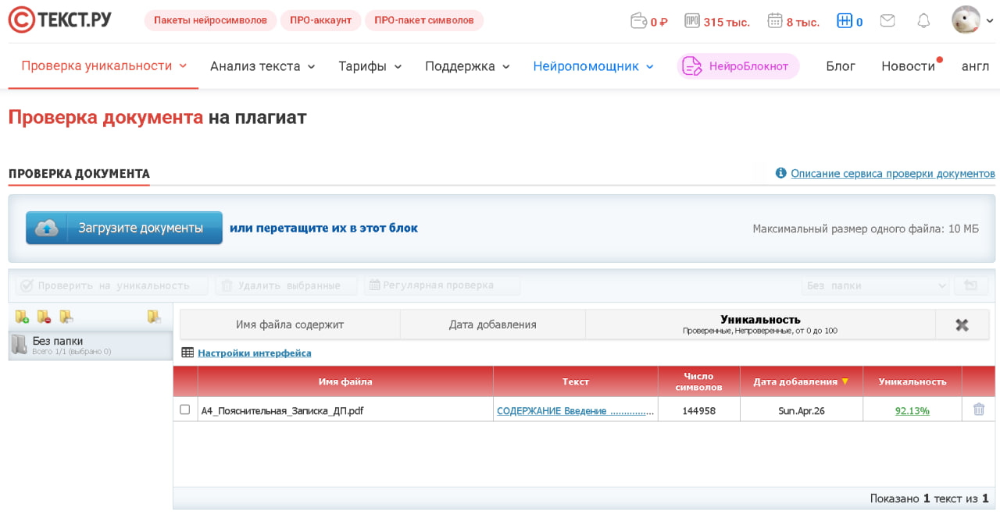 ©ТЕКСТ.РУ Пакеты нейросимволов ПРО-аккаунт ПРО-пакет символов 0 ₽ ПРО 315 тыс. 8 тыс. 0
Проверка уникальности Анализ текста Тарифы Поддержка Нейропомощник НейроБлокнот Блог Новости англ
Проверка документа на плагиат
ПРОВЕРКА ДОКУМЕНТА Описание сервиса проверки документов
Загрузите документы или перетащите их в этот блок Максимальный размер одного файла: 10 МБ
Проверить на уникальность Удалить выбранные Регулярная проверка Без папки
Имя файла содержит Дата добавления Уникальность
Проверенные, Непроверенные, от 0 до 100
Без папки
Всего 1/1 (выбрано 0)
Настройки интерфейса
Имя файла Текст Число символов Дата добавления ▼ Уникальность
А4_Пояснительная_Записка_ДП.pdf СОДЕРЖАНИЕ Введение ................ 144958 Sun.Apr.26 92.13%
Показано 1 текст из 1